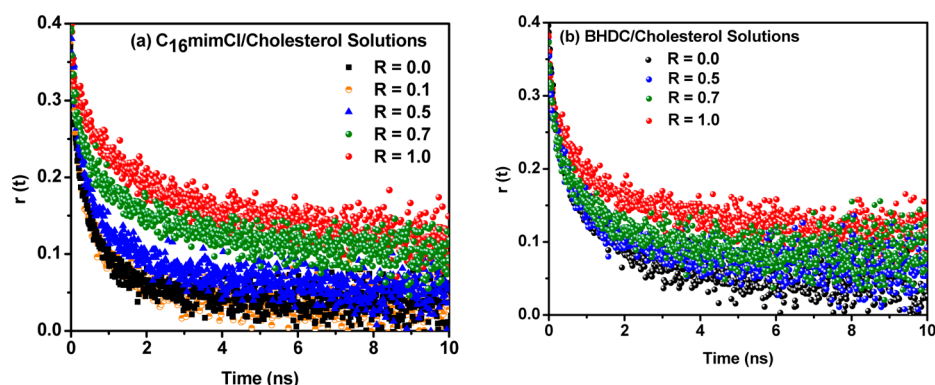 (a) C16mimCl/Cholesterol Solutions
R = 0.0
R = 0.1
R = 0.5
R = 0.7
R = 1.0
0.4
0.3
0.2
0.1
0.0
r (t)
0 2 4 6 8 10
Time (ns)
(b) BHDC/Cholesterol Solutions
R = 0.0
R = 0.5
R = 0.7
R = 1.0
0.4
0.3
0.2
0.1
0.0
r (t)
0 2 4 6 8 10
Time (ns)